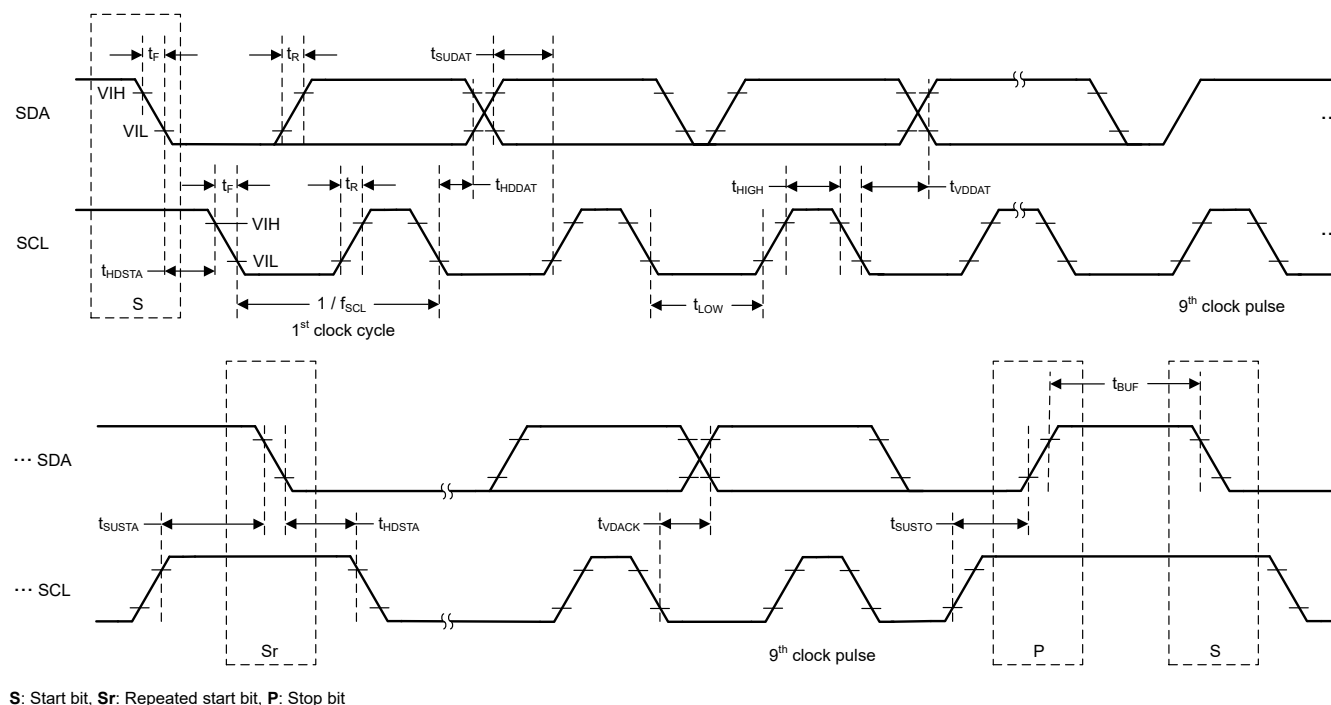 tF
tR
tSUDAT
VIH
SDA
VIL
...
tF
tR
tHDDAT
tHIGH
tVDDAT
VIH
SCL
...
VIL
tHDSTA
S
1 / fSCL
tLOW
9th clock pulse
1st clock cycle
tBUF
... SDA
tSUSTA
tHDSTA
tVDACK
tSUSTO
... SCL
Sr
9th clock pulse
P
S
S: Start bit, Sr: Repeated start bit, P: Stop bit